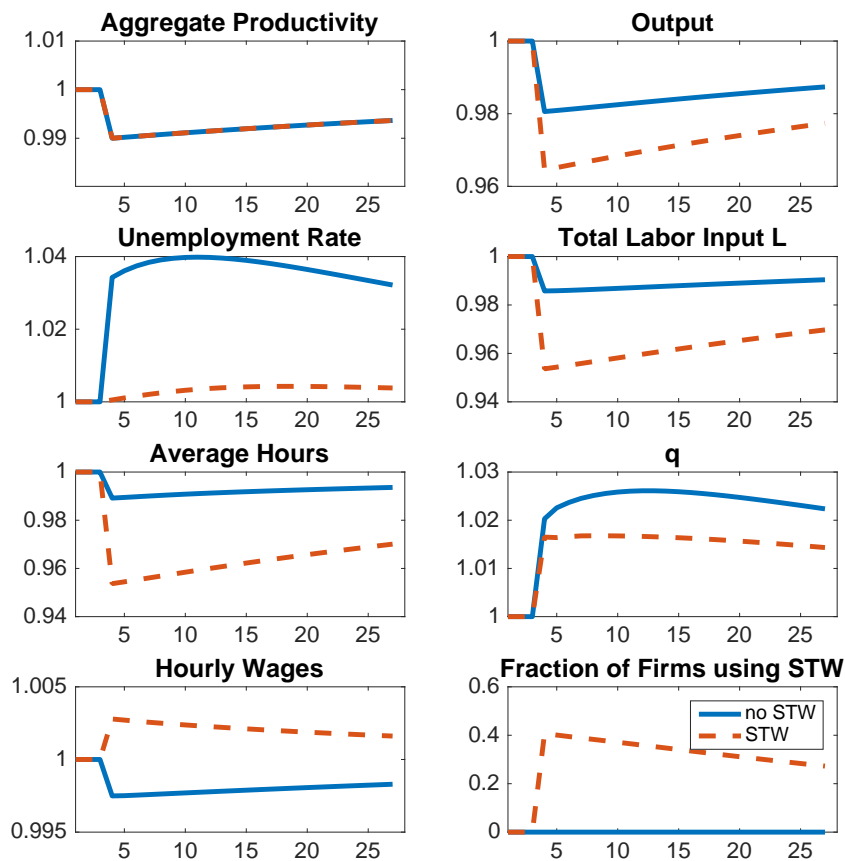 Aggregate Productivity
1.01
1
0.99
5 10 15 20 25
Output
1
0.98
0.96
5 10 15 20 25
Unemployment Rate
1.04
1.02
1
5 10 15 20 25
Total Labor Input L
1
0.98
0.96
0.94
5 10 15 20 25
Average Hours
1
0.98
0.96
0.94
5 10 15 20 25
q
1.03
1.02
1.01
1
5 10 15 20 25
Hourly Wages
1.005
1
0.995
5 10 15 20 25
Fraction of Firms using STW
0.6
0.4
0.2
0
no STW
STW
5 10 15 20 25